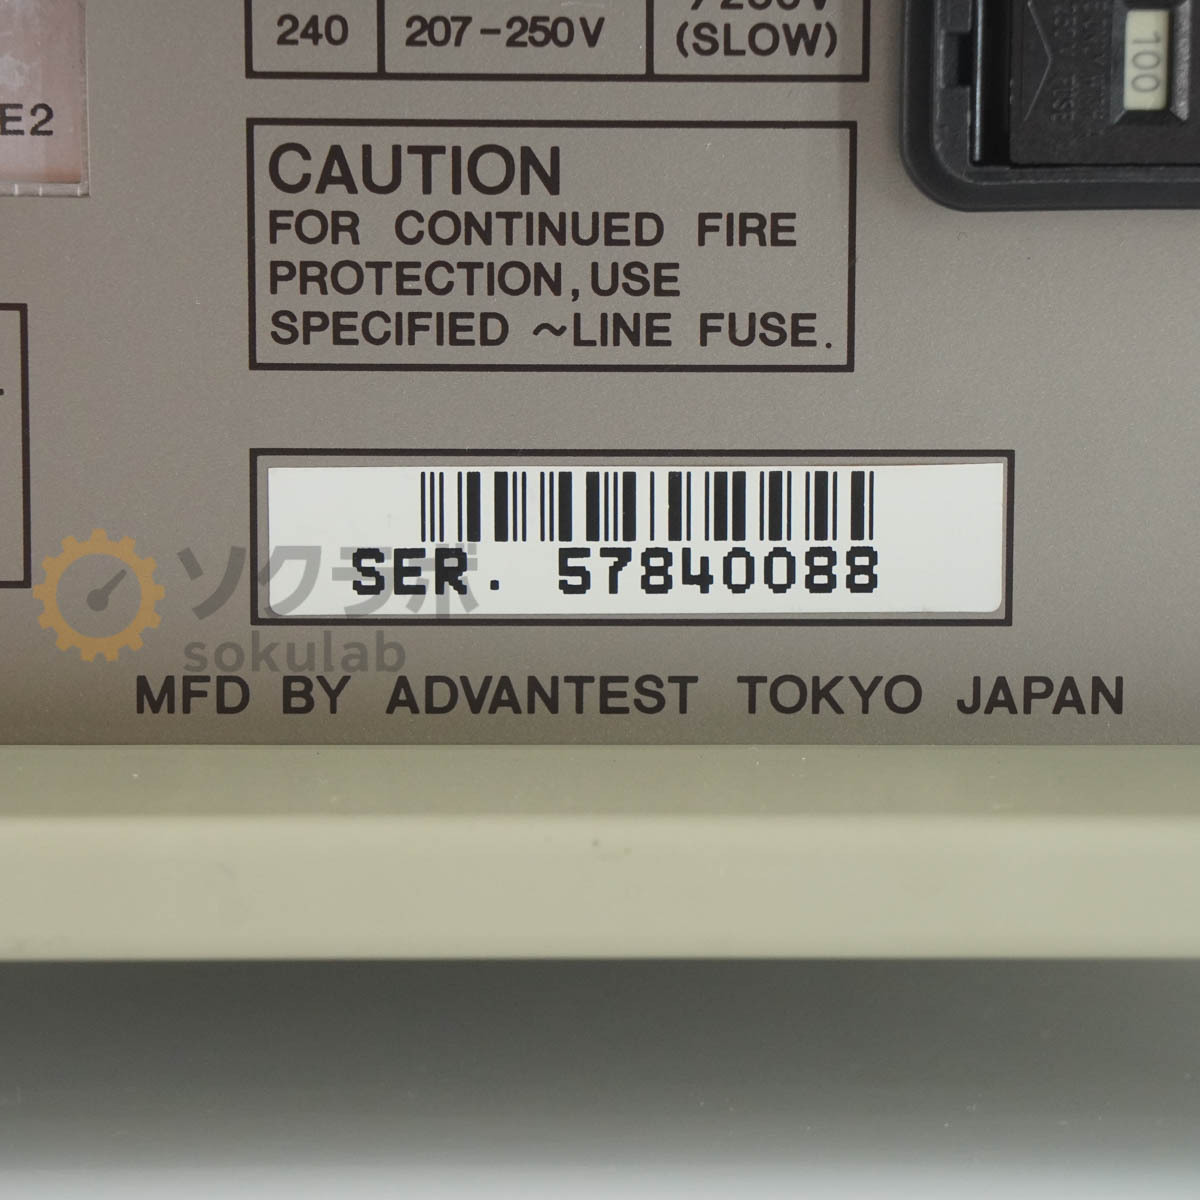 240 207-250V (SLOW)
100
E2
CAUTION
FOR CONTINUED FIRE
PROTECTION, USE
SPECIFIED ~LINE FUSE.
SER. 57840088
ソクラボ
sokulab
MFD BY ADVANTEST TOKYO JAPAN